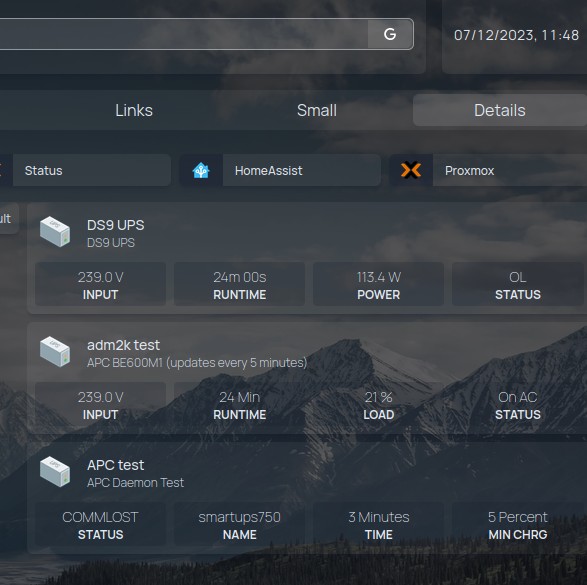 G
07/12/2023, 11:48
Links Small Details
Status HomeAssist Proxmox
ult
DS9 UPS
DS9 UPS
239.0 V 24m 00s 113.4 W OL
INPUT RUNTIME POWER STATUS
adm2k test
APC BE600M1 (updates every 5 minutes)
239.0 V 24 Min 21 % On AC
INPUT RUNTIME LOAD STATUS
APC test
APC Daemon Test
COMMLOST smartups750 3 Minutes 5 Percent
STATUS NAME TIME MIN CHRG